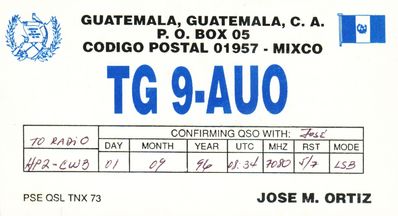 GUATEMALA, GUATEMALA, C. A.
P. O. BOX 05
CODIGO POSTAL 01957 - MIXCO
TG 9-AUO
TO RADIO
CONFIRMING QSO WITH: José
DAY MONTH YEAR UTC MHZ RST MODE
HP2-CWB 01 09 96 08:34 7080 5/7 LSB
PSE QSL TNX 73
JOSE M. ORTIZ